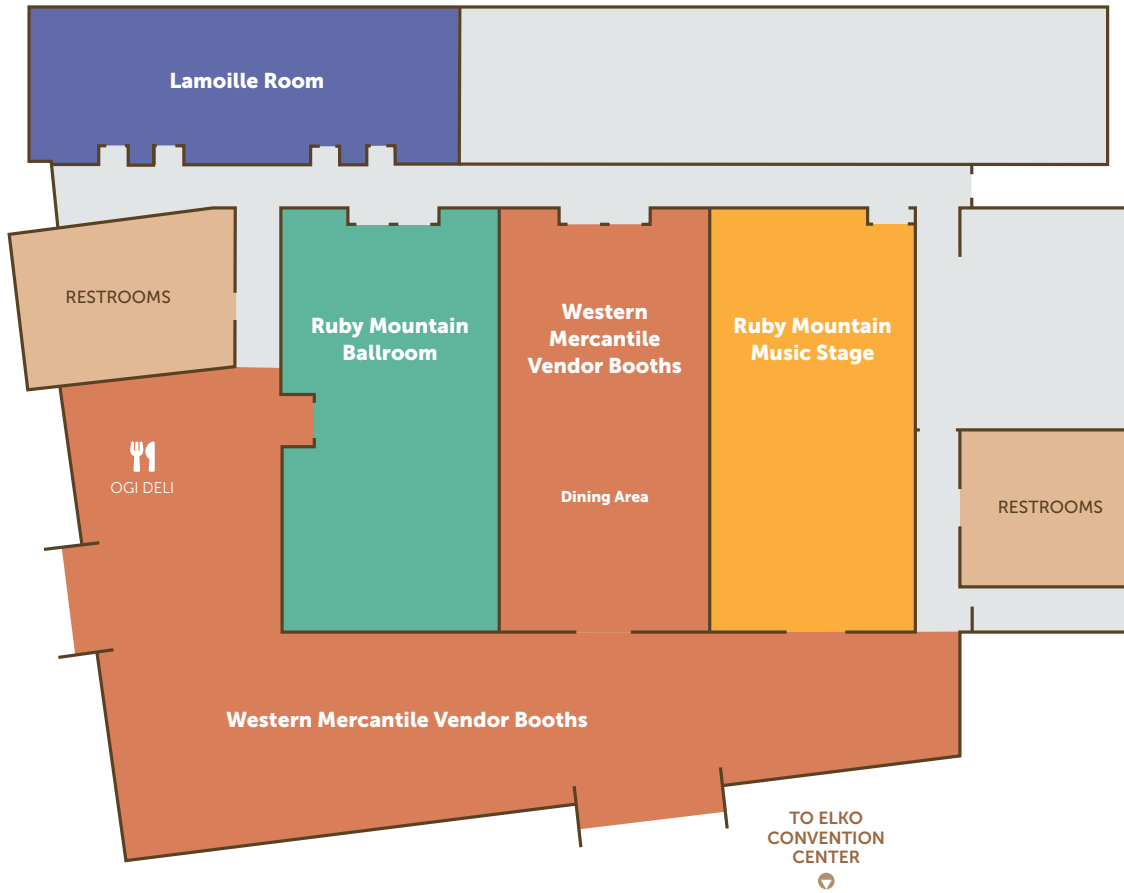 Lamoille Room
RESTROOMS
Ruby Mountain
Ballroom
Western
Mercantile
Vendor Booths
Ruby Mountain
Music Stage
OGI DELI
Dining Area
RESTROOMS
Western Mercantile Vendor Booths
TO ELKO
CONVENTION
CENTER